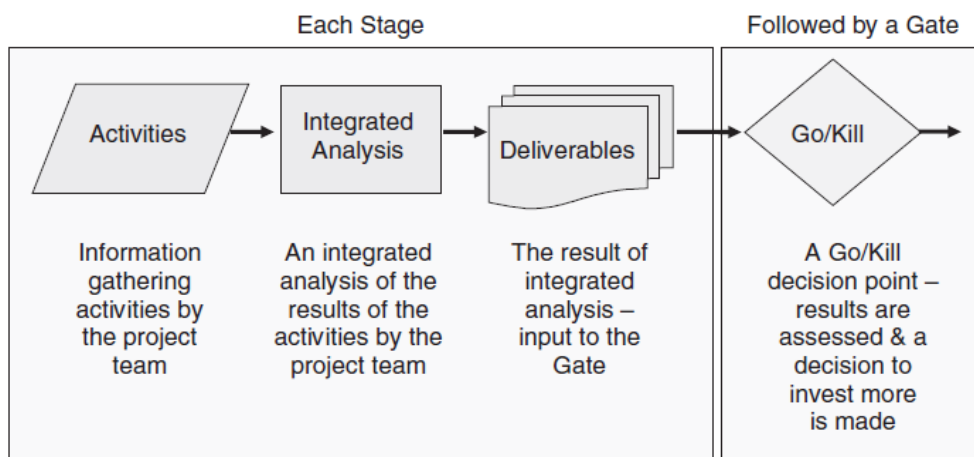 Each Stage
Followed by a Gate
Activities
Integrated
Analysis
Deliverables
Go/Kill
Information
gathering
activities by
the project
team
An integrated
analysis of the
results of the
activities by the
project team
The result of
integrated
analysis –
input to the
Gate
A Go/Kill
decision point –
results are
assessed & a
decision to
invest more
is made